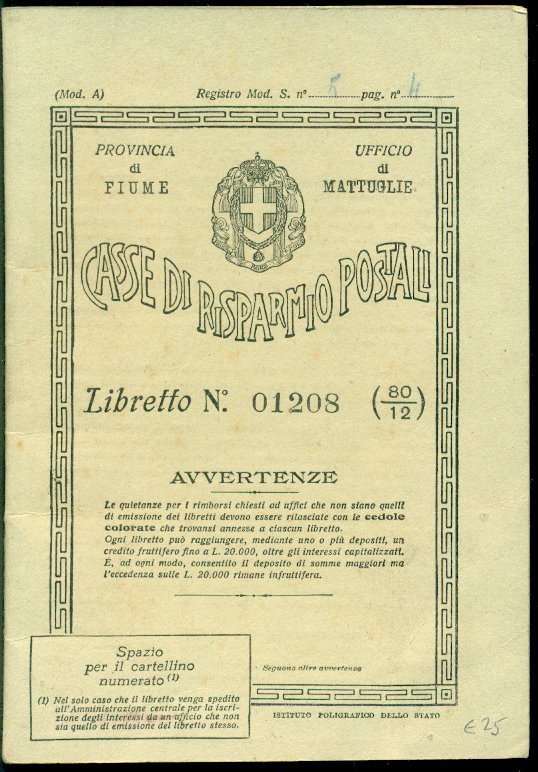 (Mod. A) Registro Mod. S. n° 5 pag. n° 4
PROVINCIA
di
FIUME
UFFICIO
di
MATTUGLIE
CASSE DI RISPARMIO POSTALI
Libretto N.° 01208 (80/12)
AVVERTENZE
Le quietanze per i rimborsi chiesti ad uffici che non siano quelli
di emissione dei libretti devono essere rilasciate con le cedole
colorate che trovansi annesse a ciascun libretto.
Ogni libretto può raggiungere, mediante uno o più depositi, un
credito fruttifero fino a L. 20.000, oltre gli interessi capitalizzati.
È, ad ogni modo, consentito il deposito di somme maggiori ma
l'eccedenza sulle L. 20.000 rimane infruttifera.
Spazio
per il cartellino
numerato (1)
(1) Nel solo caso che il libretto venga spedito
all'Amministrazione centrale per la iscri-
zione degli interessi da un ufficio che non
sia quello di emissione del libretto stesso.
Seguono altre avvertenze
ISTITUTO POLIGRAFICO DELLO STATO
€ 25